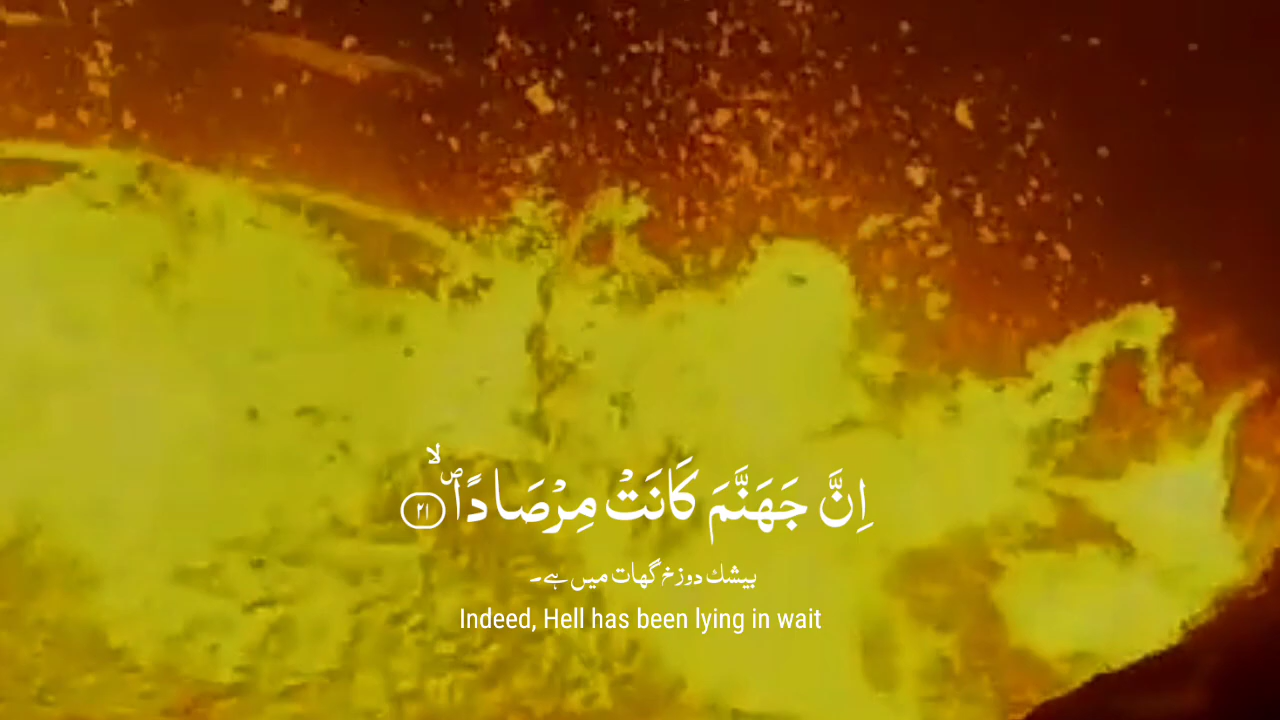 اِنَّ جَهَنَّمَ كَانَتْ مِرْصَادًاۙ ۪ۙ ﴿٢١﴾
بیشک دوزخ گھات میں ہے۔
Indeed, Hell has been lying in wait